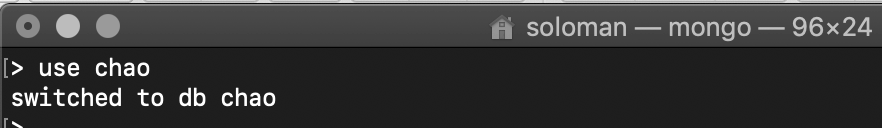 soloman — mongo — 96×24
[> use chao
switched to db chao
[>